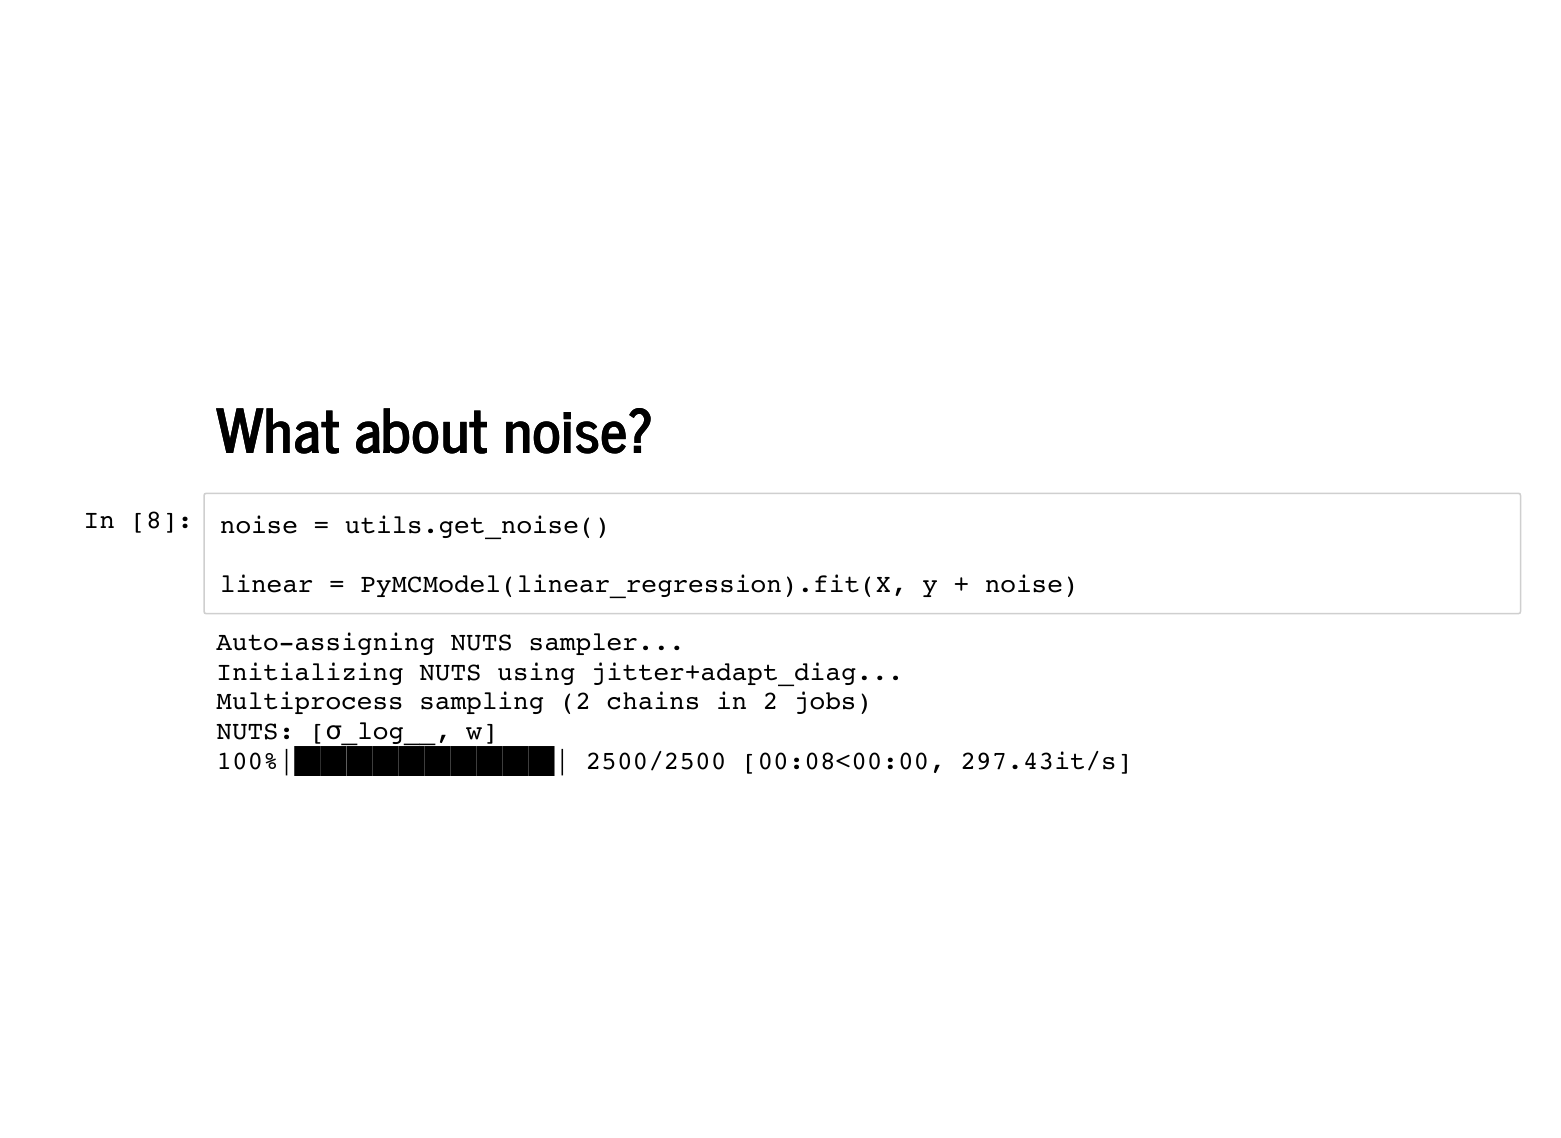 What about noise?
In [8]:
noise = utils.get_noise()
linear = PyMCModel(linear_regression).fit(X, y + noise)
Auto-assigning NUTS sampler...
Initializing NUTS using jitter+adapt_diag...
Multiprocess sampling (2 chains in 2 jobs)
NUTS: [σ_log__, w]
100%|██████████| 2500/2500 [00:08<00:00, 297.43it/s]